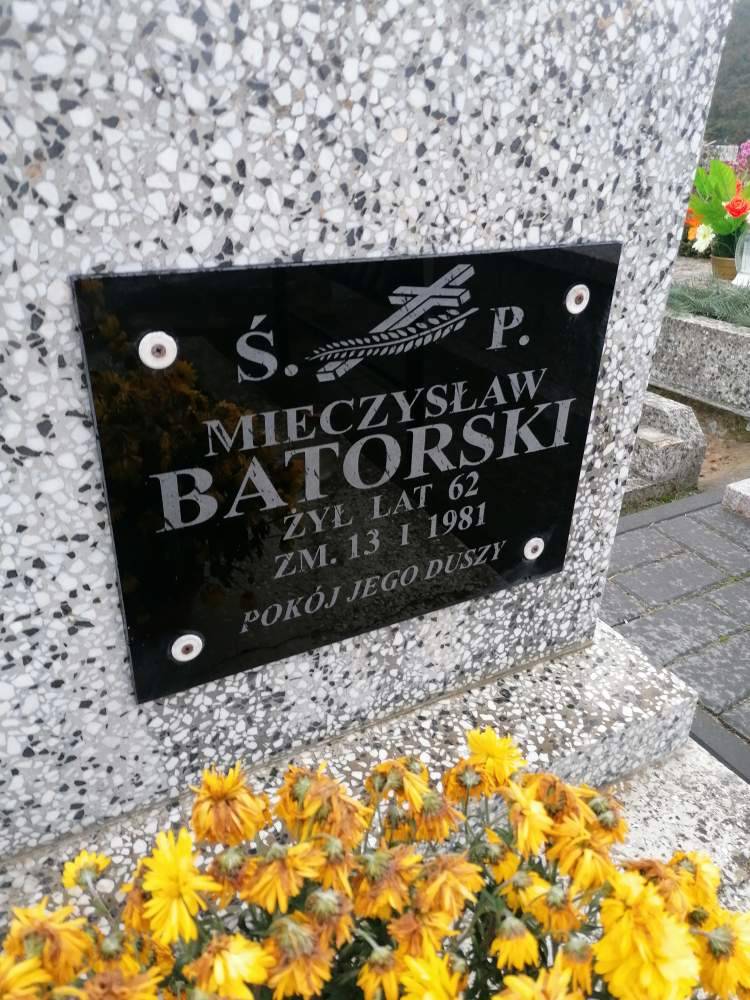 Ś. P.
MIECZYSŁAW
BATORSKI
ŻYŁ LAT 62
ZM. 13 I 1981
POKÓJ JEGO DUSZY